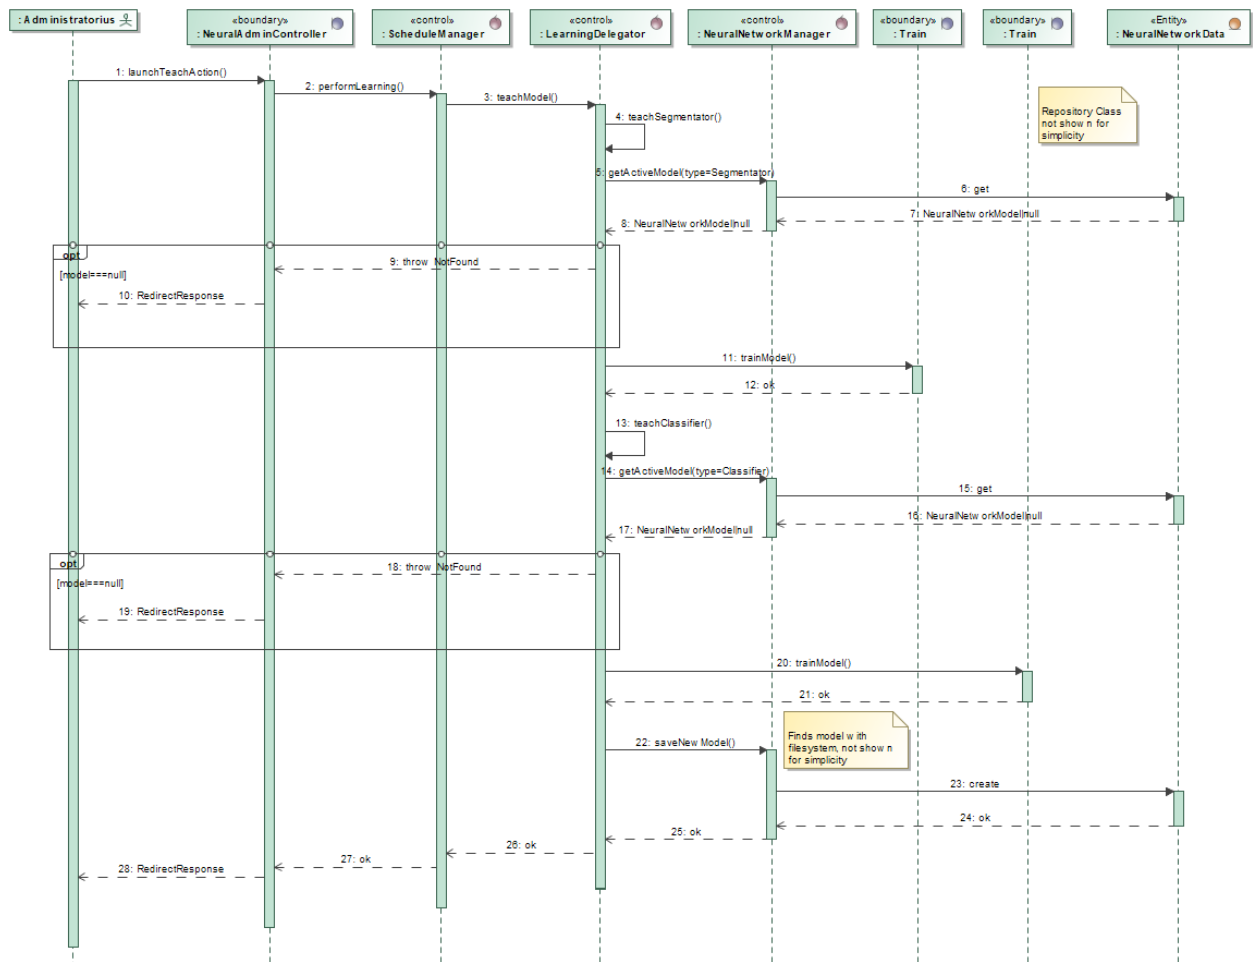 : Administratorius
«boundary»
: NeuralAdminController
«control»
: ScheduleManager
«control»
: LearningDelegator
«control»
: NeuralNetworkManager
«boundary»
: Train
«boundary»
: Train
«Entity»
: NeuralNetworkData
1: launchTeachAction()
2: performLearning()
3: teachModel()
Repository Class
not shown for
simplicity
4: teachSegmentator()
5: getActiveModel(type=Segmentator)
6: get
7: NeuralNetworkModel|null
8: NeuralNetworkModel|null
opt
9: throw NotFound
[model===null]
10: RedirectResponse
11: trainModel()
12: ok
13: teachClassifier()
14: getActiveModel(type=Classifier)
15: get
16: NeuralNetworkModel|null
17: NeuralNetworkModel|null
opt
18: throw NotFound
[model===null]
19: RedirectResponse
20: trainModel()
21: ok
Finds model with
filesystem, not shown
for simplicity
22: saveNewModel()
23: create
24: ok
25: ok
26: ok
27: ok
28: RedirectResponse